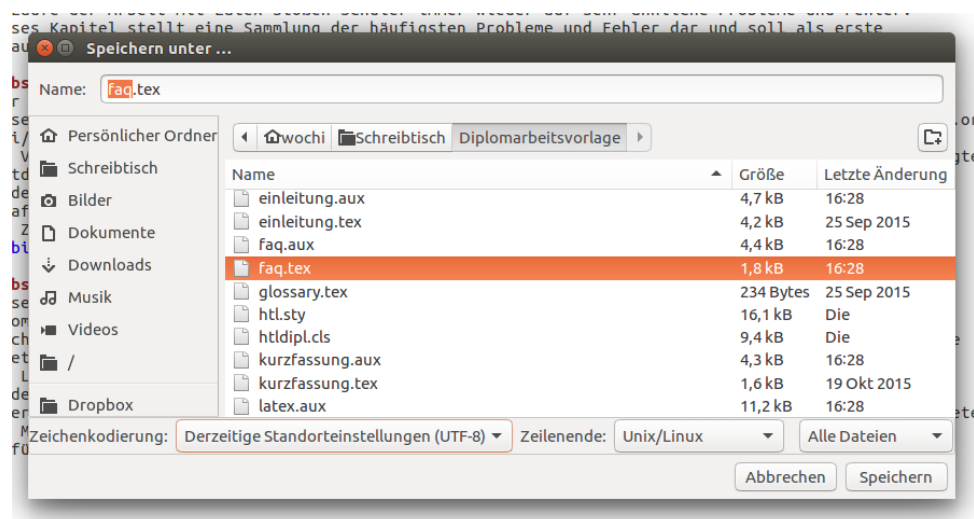 ses Kapitel stellt eine Sammlung der häufigsten Probleme und Fehler dar und soll als erste
Speichern unter ...
Name: faq.tex
Persönlicher Ordner
Schreibtisch
Bilder
Dokumente
Downloads
Musik
Videos
/
Dropbox
wochi Schreibtisch Diplomarbeitsvorlage
Name Größe Letzte Änderung
einleitung.aux 4,7 kB 16:28
einleitung.tex 4,2 kB 25 Sep 2015
faq.aux 4,4 kB 16:28
faq.tex 1,8 kB 16:28
glossary.tex 234 Bytes 25 Sep 2015
htl.sty 16,1 kB Die
htldipl.cls 9,4 kB Die
kurzfassung.aux 4,3 kB 16:28
kurzfassung.tex 1,6 kB 19 Okt 2015
latex.aux 11,2 kB 16:28
Zeichenkodierung: Derzeitige Standorteinstellungen (UTF-8) Zeilenende: Unix/Linux Alle Dateien
Abbrechen Speichern